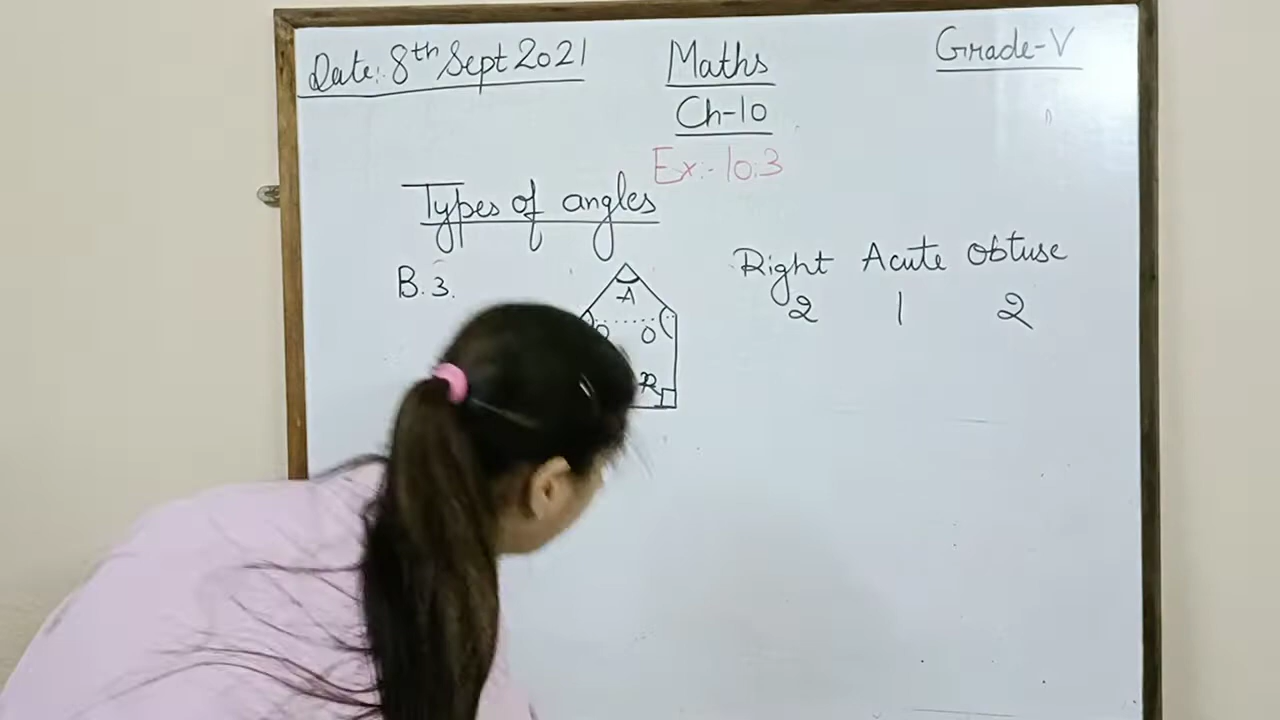 Date: 8th Sept 2021
Maths
Grade-V
Ch-10
Ex:- 10.3
Types of angles
B. 3.
Right Acute Obtuse
2 1 2
A
O O
R